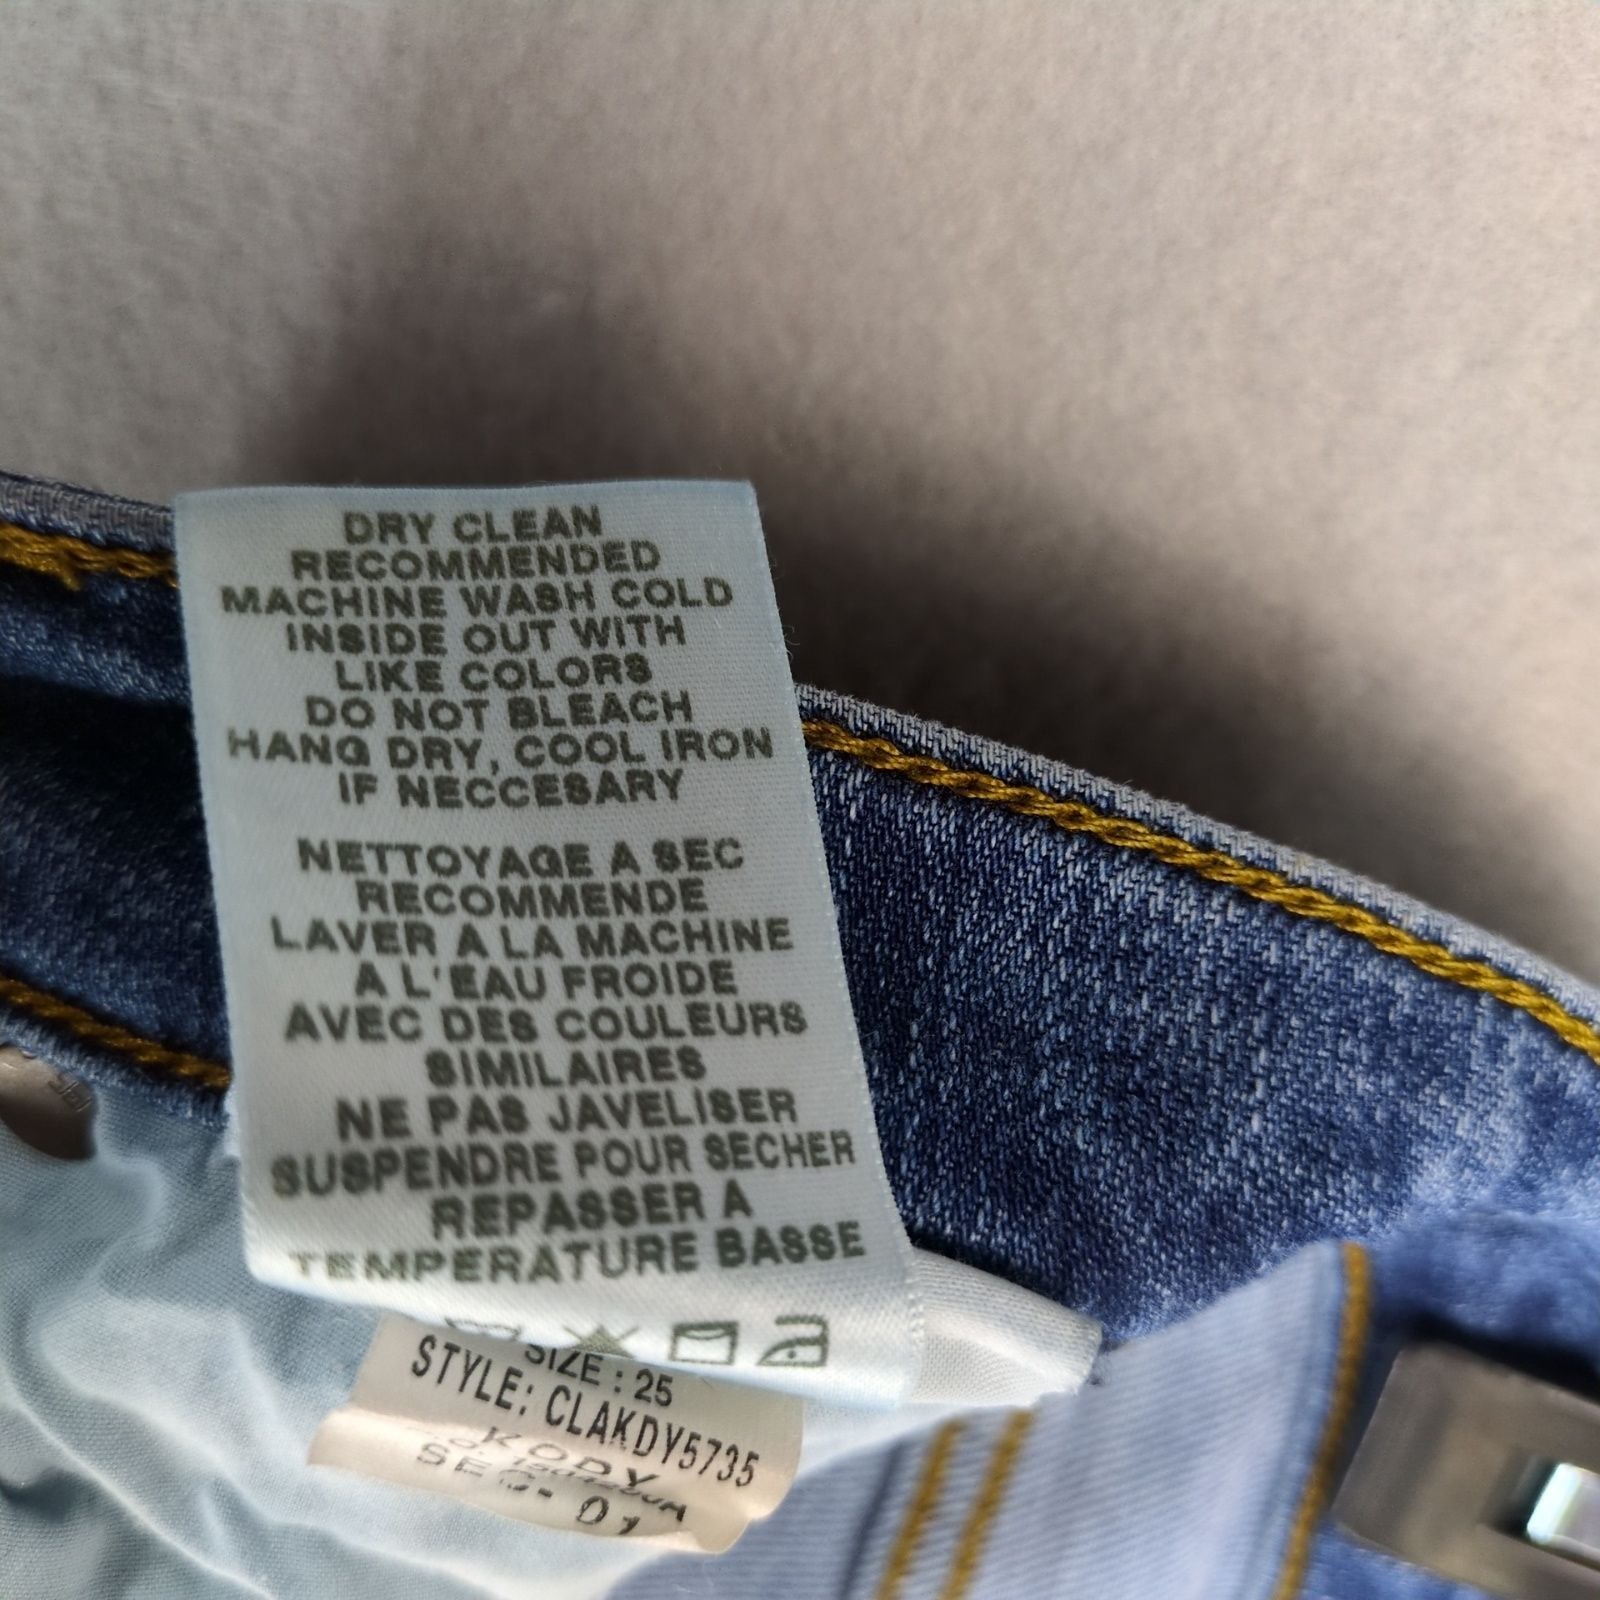 DRY CLEAN
RECOMMENDED
MACHINE WASH COLD
INSIDE OUT WITH
LIKE COLORS
DO NOT BLEACH
HANG DRY, COOL IRON
IF NECCESARY
NETTOYAGE A SEC
RECOMMENDE
LAVER A LA MACHINE
A L'EAU FROIDE
AVEC DES COULEURS
SIMILAIRES
NE PAS JAVELISER
SUSPENDRE POUR SECHER
REPASSER A
TEMPERATURE BASSE
SIZE : 25
STYLE: CLAKDY5735
KODY
01